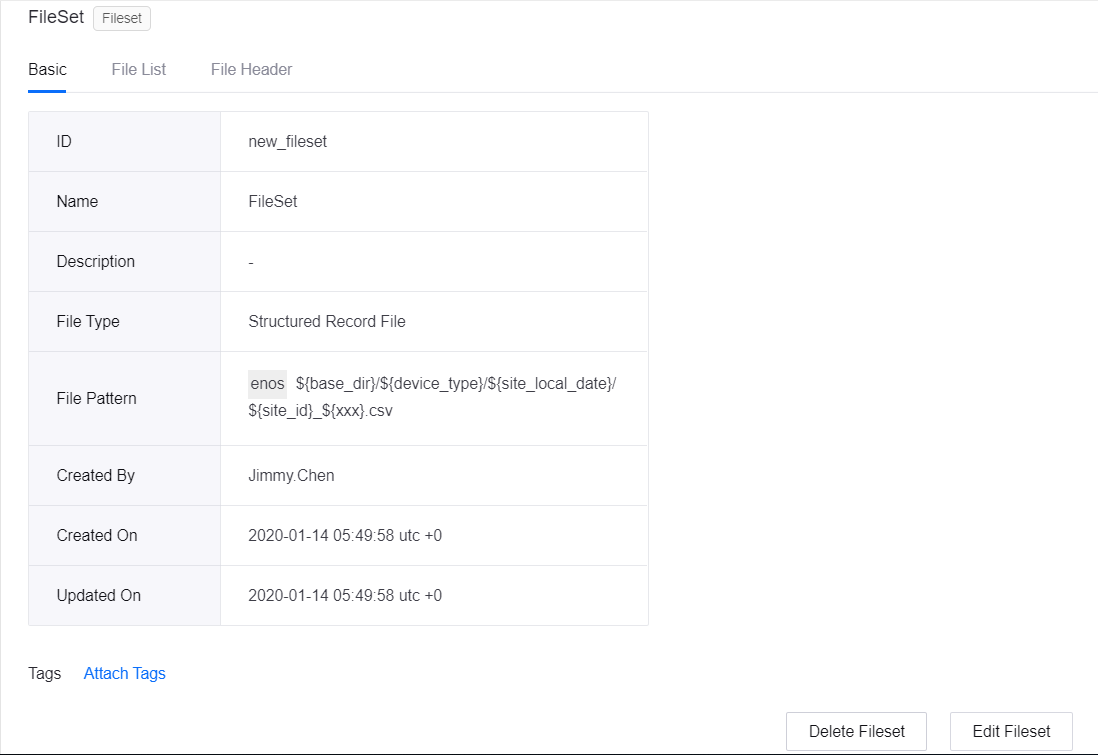 FileSet Fileset
Basic File List File Header
ID new_fileset
Name FileSet
Description -
File Type Structured Record File
File Pattern enos ${base_dir}/${device_type}/${site_local_date}/
${site_id}_${xxx}.csv
Created By Jimmy.Chen
Created On 2020-01-14 05:49:58 utc +0
Updated On 2020-01-14 05:49:58 utc +0
Tags Attach Tags
Delete Fileset Edit Fileset